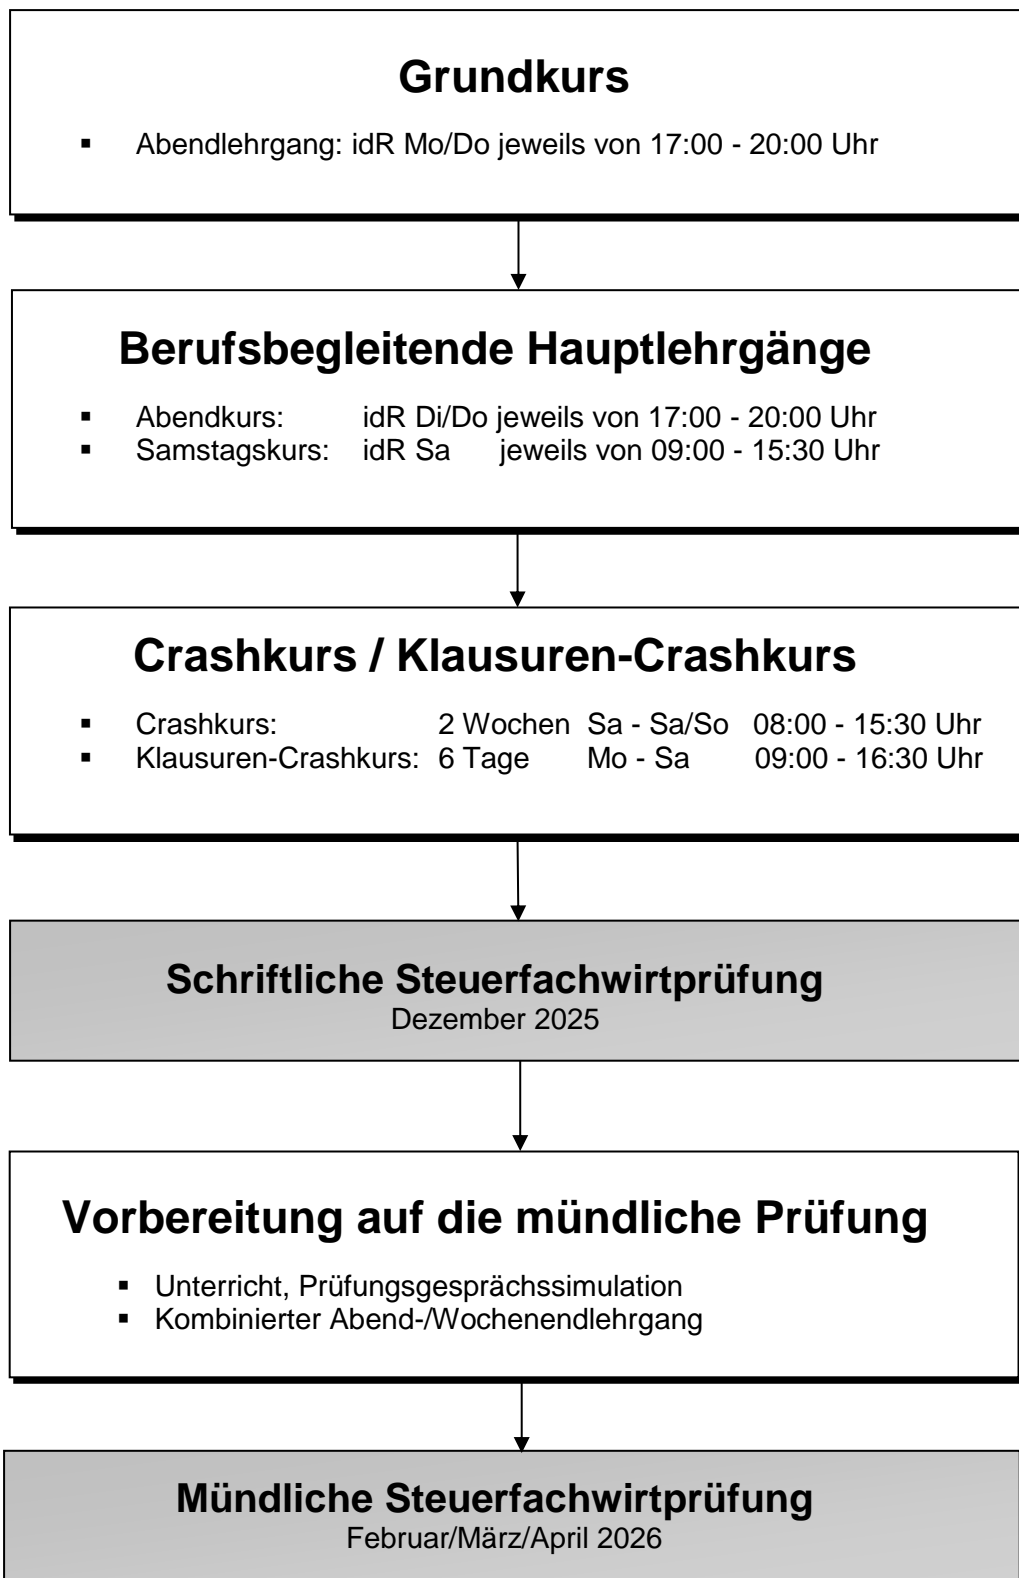 Grundkurs
▪ Abendlehrgang: idR Mo/Do jeweils von 17:00 - 20:00 Uhr
Berufsbegleitende Hauptlehrgänge
▪ Abendkurs: idR Di/Do jeweils von 17:00 - 20:00 Uhr
▪ Samstagskurs: idR Sa jeweils von 09:00 - 15:30 Uhr
Crashkurs / Klausuren-Crashkurs
▪ Crashkurs: 2 Wochen Sa - Sa/So 08:00 - 15:30 Uhr
▪ Klausuren-Crashkurs: 6 Tage Mo - Sa 09:00 - 16:30 Uhr
Schriftliche Steuerfachwirtprüfung
Dezember 2025
Vorbereitung auf die mündliche Prüfung
▪ Unterricht, Prüfungsgesprächssimulation
▪ Kombinierter Abend-/Wochenendlehrgang
Mündliche Steuerfachwirtprüfung
Februar/März/April 2026